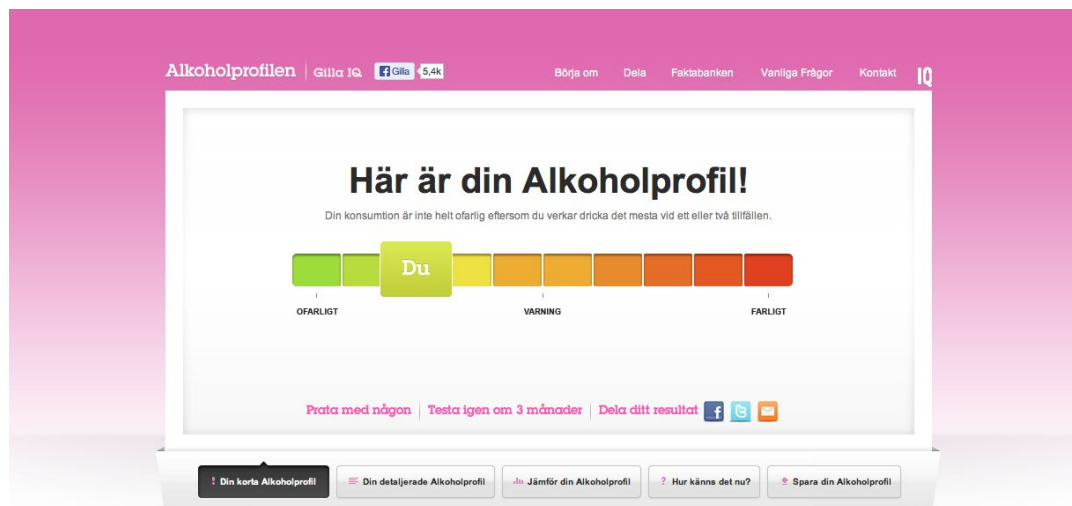 Alkoholprofilen Gilla IQ Gilla 5,4k Börja om Dela Faktabanken Vanliga Frågor Kontakt IQ
Här är din Alkoholprofil!
Din konsumtion är inte helt ofarlig eftersom du verkar dricka det mesta vid ett eller två tillfällen.
Du
OFARLIGT VARNING FARLIGT
Prata med någon Testa igen om 3 månader Dela ditt resultat
! Din korta Alkoholprofil Din detaljerade Alkoholprofil Jämför din Alkoholprofil ? Hur känns det nu? Spara din Alkoholprofil